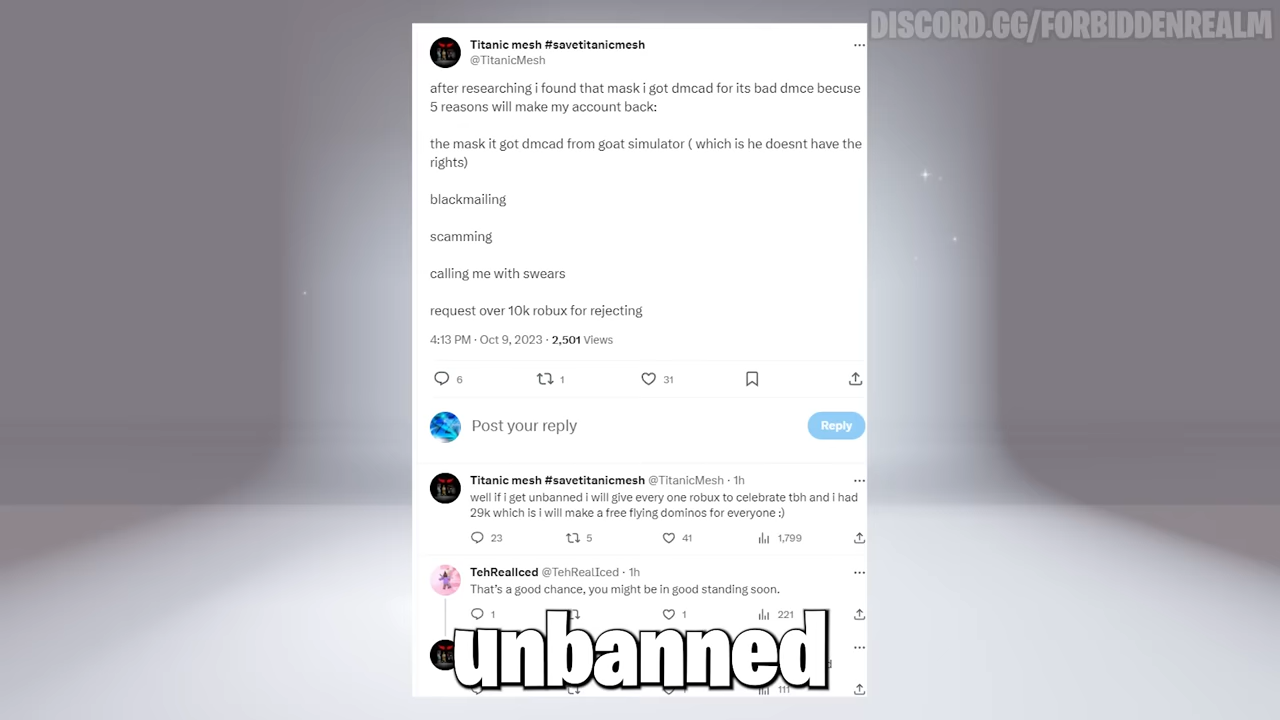 DISCORD.GG/FORBIDDENREALM
Titanic mesh #savetitanicmesh
@TitanicMesh
after researching i found that mask i got dmcad for its bad dmce becuse
5 reasons will make my account back:
the mask it got dmcad from goat simulator ( which is he doesnt have the
rights)
blackmailing
scamming
calling me with swears
request over 10k robux for rejecting
4:13 PM · Oct 9, 2023 · 2,501 Views
6 1 31
Post your reply
Reply
Titanic mesh #savetitanicmesh @TitanicMesh · 1h
well if i get unbanned i will give every one robux to celebrate tbh and i had
29k which is i will make a free flying dominos for everyone :)
23 5 41 1,799
TehRealIced @TehRealIced · 1h
That's a good chance, you might be in good standing soon.
1 1 221
unbanned
111